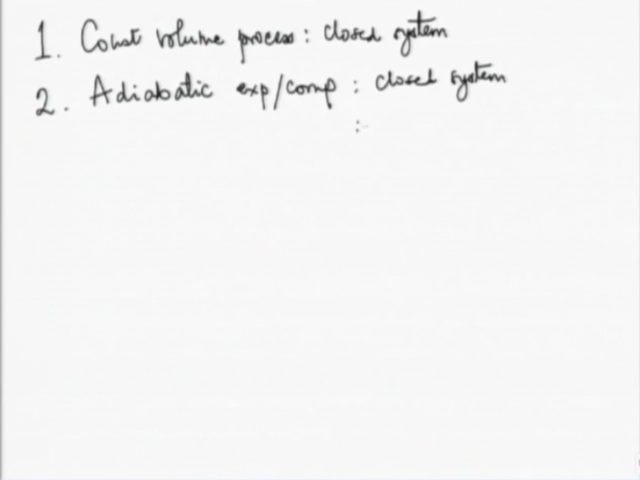 1. Const volume process : closed system
2. Adiabatic exp/comp : closed system
:-